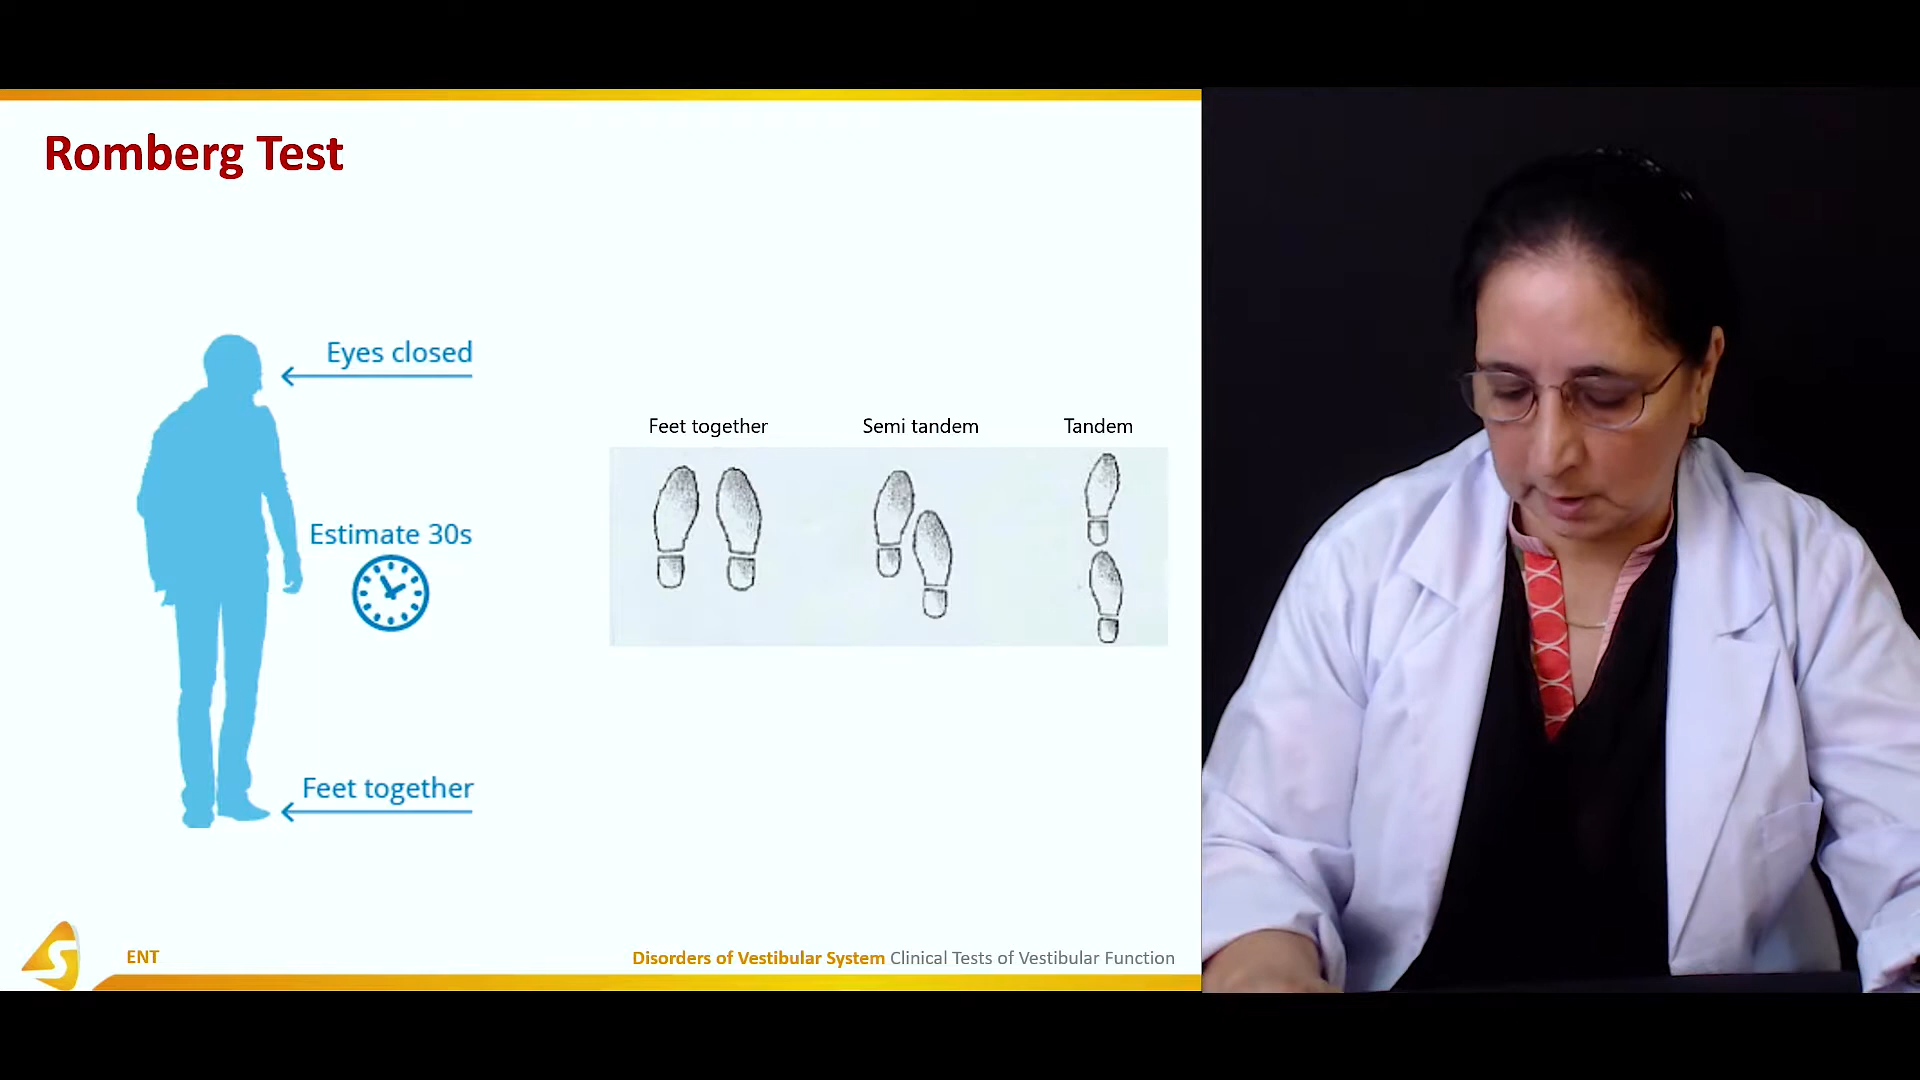 Romberg Test
Eyes closed
Estimate 30s
Feet together
Feet together Semi tandem Tandem
ENT
Disorders of Vestibular System Clinical Tests of Vestibular Function